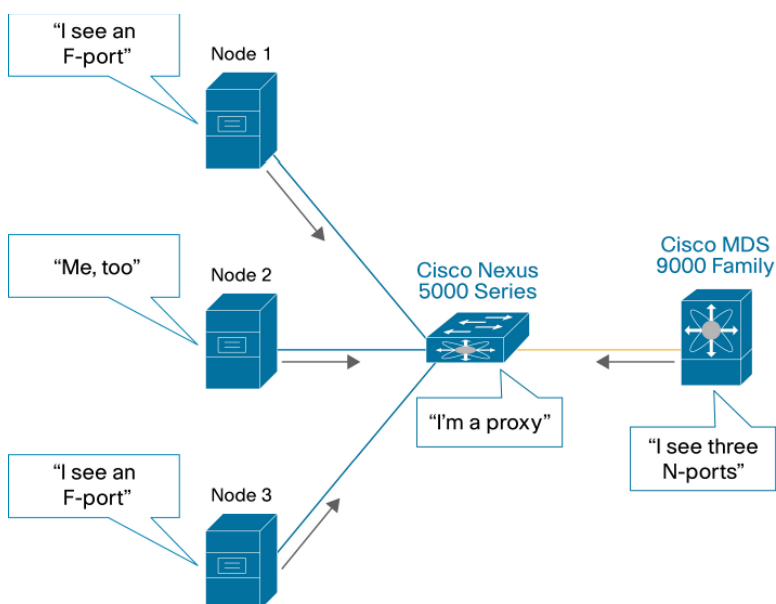 “I see an
F-port”
Node 1
“Me, too”
Node 2
Cisco Nexus
5000 Series
Cisco MDS
9000 Family
“I’m a proxy”
“I see three
N-ports”
“I see an
F-port”
Node 3